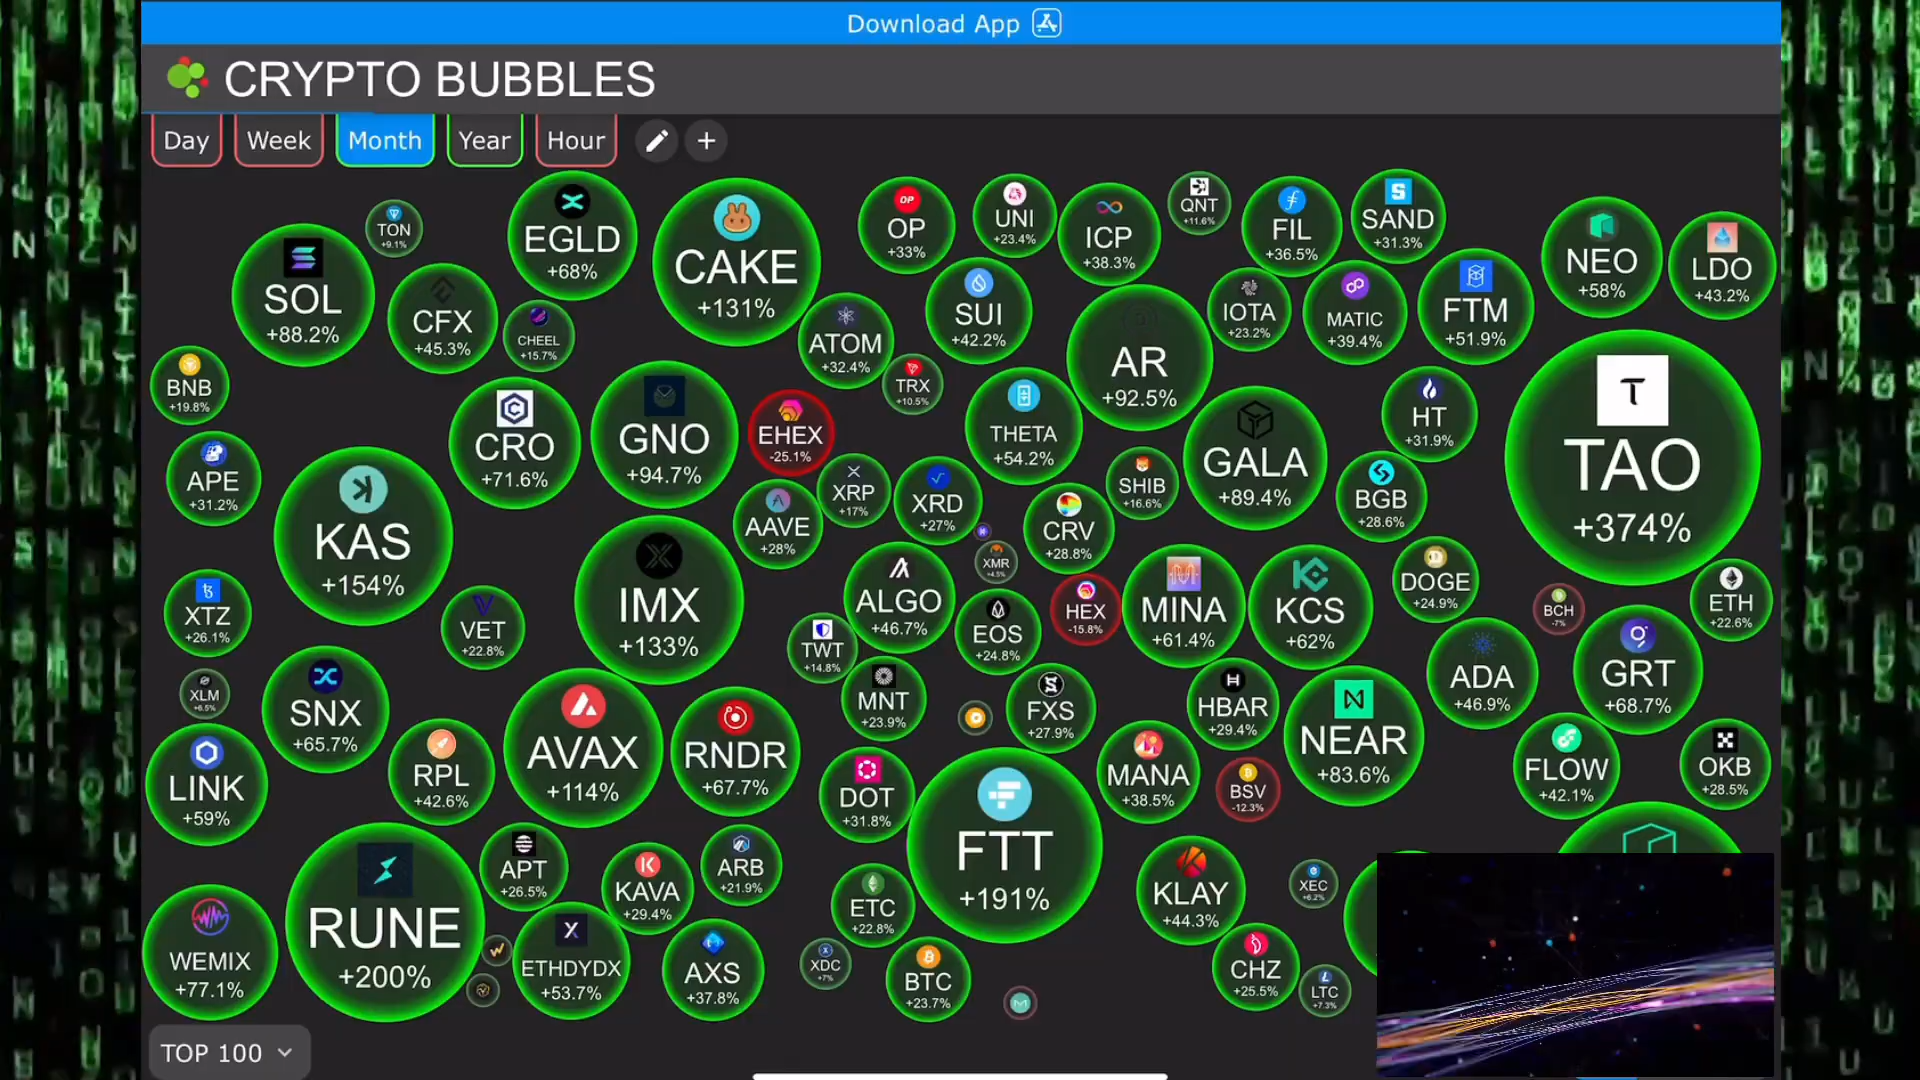 Download App
CRYPTO BUBBLES
Day
Week
Month
Year
Hour
TON
+9.1%
SOL
+88.2%
CFX
+45.3%
EGLD
+68%
CHEEL
+15.7%
CAKE
+131%
ATOM
+32.4%
OP
+33%
UNI
+23.4%
SUI
+42.2%
ICP
+38.3%
QNT
+11.6%
FIL
+36.5%
SAND
+31.3%
IOTA
+23.2%
MATIC
+39.4%
FTM
+51.9%
NEO
+58%
LDO
+43.2%
BNB
+19.8%
APE
+31.2%
KAS
+154%
CRO
+71.6%
GNO
+94.7%
EHEX
-25.1%
TRX
+10.5%
THETA
+54.2%
AR
+92.5%
GALA
+89.4%
HT
+31.9%
TAO
+374%
XRP
+17%
XRD
+27%
AAVE
+28%
SHIB
+16.6%
CRV
+28.8%
BGB
+28.6%
XTZ
+26.1%
VET
+22.8%
IMX
+133%
ALGO
+46.7%
XMR
+4.5%
HEX
-15.8%
MINA
+61.4%
KCS
+62%
DOGE
+24.9%
BCH
-7%
ETH
+22.6%
XLM
+6.5%
SNX
+65.7%
TWT
+14.8%
EOS
+24.8%
MNT
+23.9%
FXS
+27.9%
HBAR
+29.4%
NEAR
+83.6%
ADA
+46.9%
GRT
+68.7%
LINK
+59%
RPL
+42.6%
AVAX
+114%
RNDR
+67.7%
DOT
+31.8%
FTT
+191%
MANA
+38.5%
BSV
-12.3%
FLOW
+42.1%
OKB
+28.5%
WEMIX
+77.1%
RUNE
+200%
APT
+26.5%
KAVA
+29.4%
ARB
+21.9%
ETC
+22.8%
KLAY
+44.3%
XEC
+6.2%
ETHDYDX
+53.7%
AXS
+37.8%
XDC
+7%
BTC
+23.7%
CHZ
+25.5%
LTC
+7.3%
TOP 100